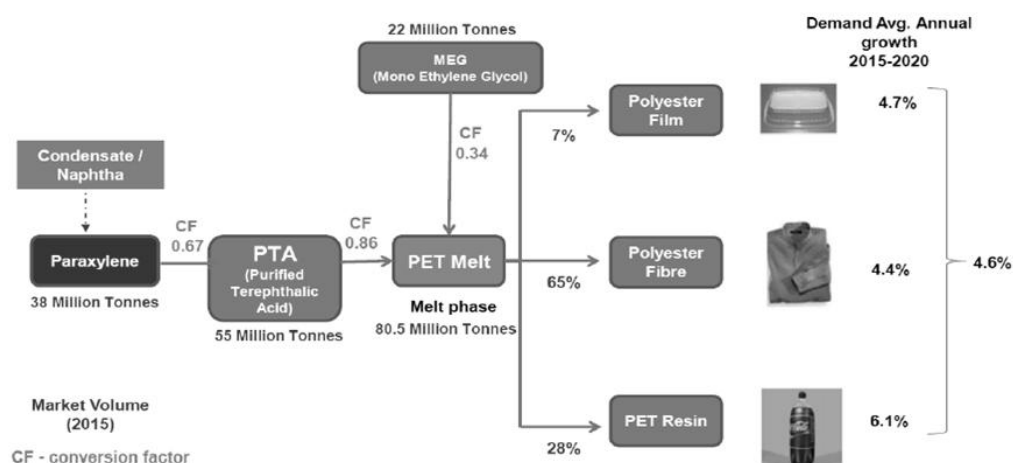 Demand Avg. Annual
growth
2015-2020
22 Million Tonnes
MEG
(Mono Ethylene Glycol)
Polyester
Film
4.7%
7%
CF
0.34
Condensate /
Naphtha
CF
0.67
CF
0.86
Paraxylene
38 Million Tonnes
PTA
(Purified
Terephthalic
Acid)
55 Million Tonnes
PET Melt
Melt phase
80.5 Million Tonnes
Polyester
Fibre
65%
4.4%
4.6%
PET Resin
28%
6.1%
Market Volume
(2015)
CF - conversion factor